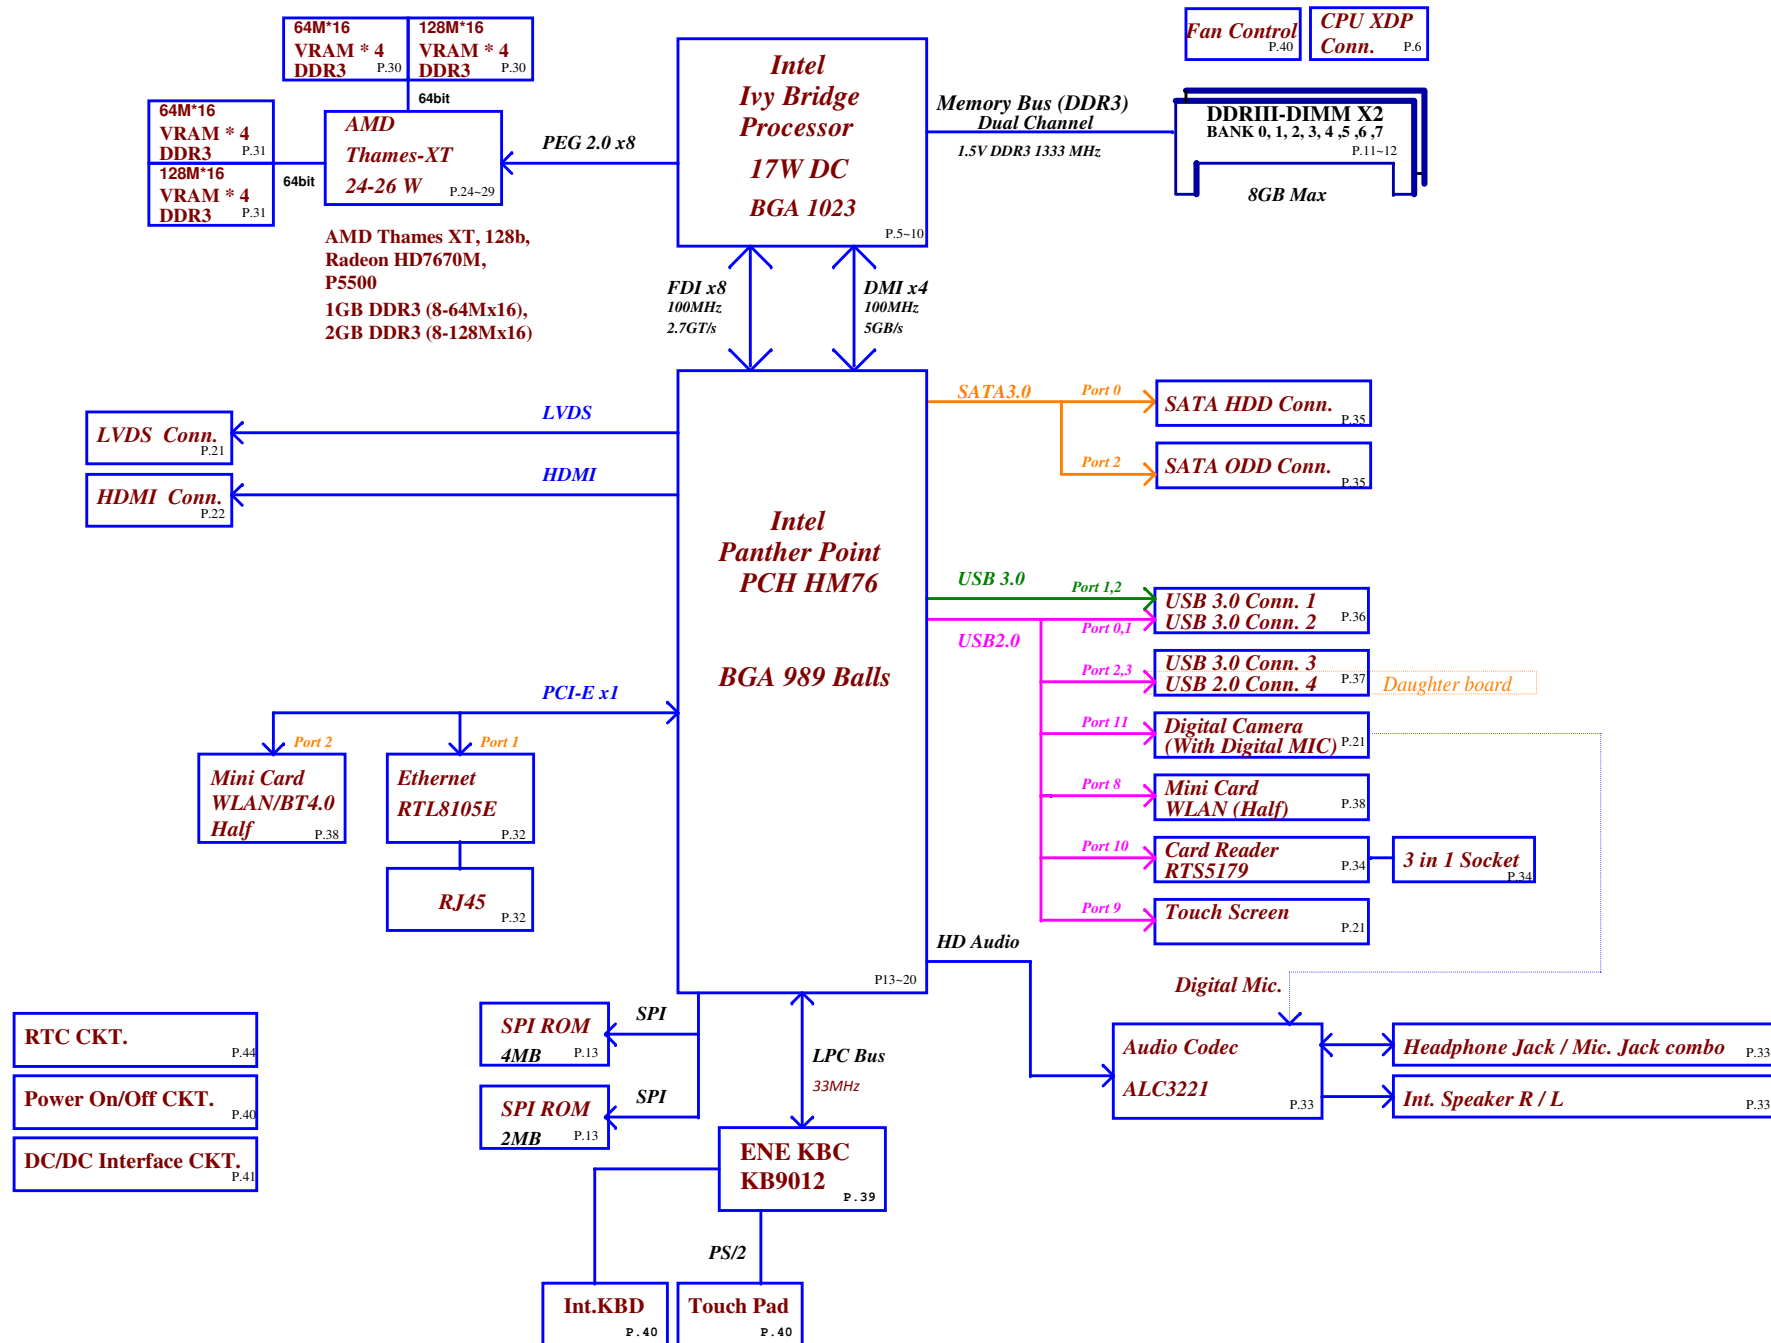 64M*16
VRAM * 4
DDR3 P.30
128M*16
VRAM * 4
DDR3 P.30
64bit
64M*16
VRAM * 4
DDR3 P.31
128M*16
VRAM * 4
DDR3 P.31
64bit
AMD
Thames-XT
24-26 W P.24~29
AMD Thames XT, 128b,
Radeon HD7670M,
P5500
1GB DDR3 (8-64Mx16),
2GB DDR3 (8-128Mx16)
PEG 2.0 x8
Intel
Ivy Bridge
Processor
17W DC
BGA 1023
P.5~10
Memory Bus (DDR3)
Dual Channel
1.5V DDR3 1333 MHz
Fan Control
P.40
CPU XDP
Conn. P.6
DDRIII-DIMM X2
BANK 0, 1, 2, 3, 4 ,5 ,6 ,7
P.11~12
8GB Max
FDI x8
100MHz
2.7GT/s
DMI x4
100MHz
5GB/s
LVDS
LVDS Conn.
P.21
HDMI
HDMI Conn.
P.22
Intel
Panther Point
PCH HM76
BGA 989 Balls
P13~20
SATA3.0
Port 0
SATA HDD Conn.
P.35
Port 2
SATA ODD Conn.
P.35
USB 3.0
Port 1,2
USB 3.0 Conn. 1
USB 3.0 Conn. 2
P.36
USB2.0
Port 0,1
Port 2,3
USB 3.0 Conn. 3
USB 2.0 Conn. 4
P.37
Daughter board
Port 11
Digital Camera
(With Digital MIC)
P.21
Port 8
Mini Card
WLAN (Half)
P.38
Port 10
Card Reader
RTS5179
P.34
3 in 1 Socket
P.34
Port 9
Touch Screen
P.21
PCI-E x1
Port 2
Port 1
Mini Card
WLAN/BT4.0
Half P.38
Ethernet
RTL8105E
P.32
RJ45
P.32
HD Audio
Digital Mic.
Audio Codec
ALC3221
P.33
Headphone Jack / Mic. Jack combo P.33
Int. Speaker R / L P.33
SPI
SPI ROM
4MB P.13
SPI
SPI ROM
2MB P.13
LPC Bus
33MHz
ENE KBC
KB9012
P.39
PS/2
Int.KBD
P.40
Touch Pad
P.40
RTC CKT.
P.44
Power On/Off CKT.
P.40
DC/DC Interface CKT.
P.41